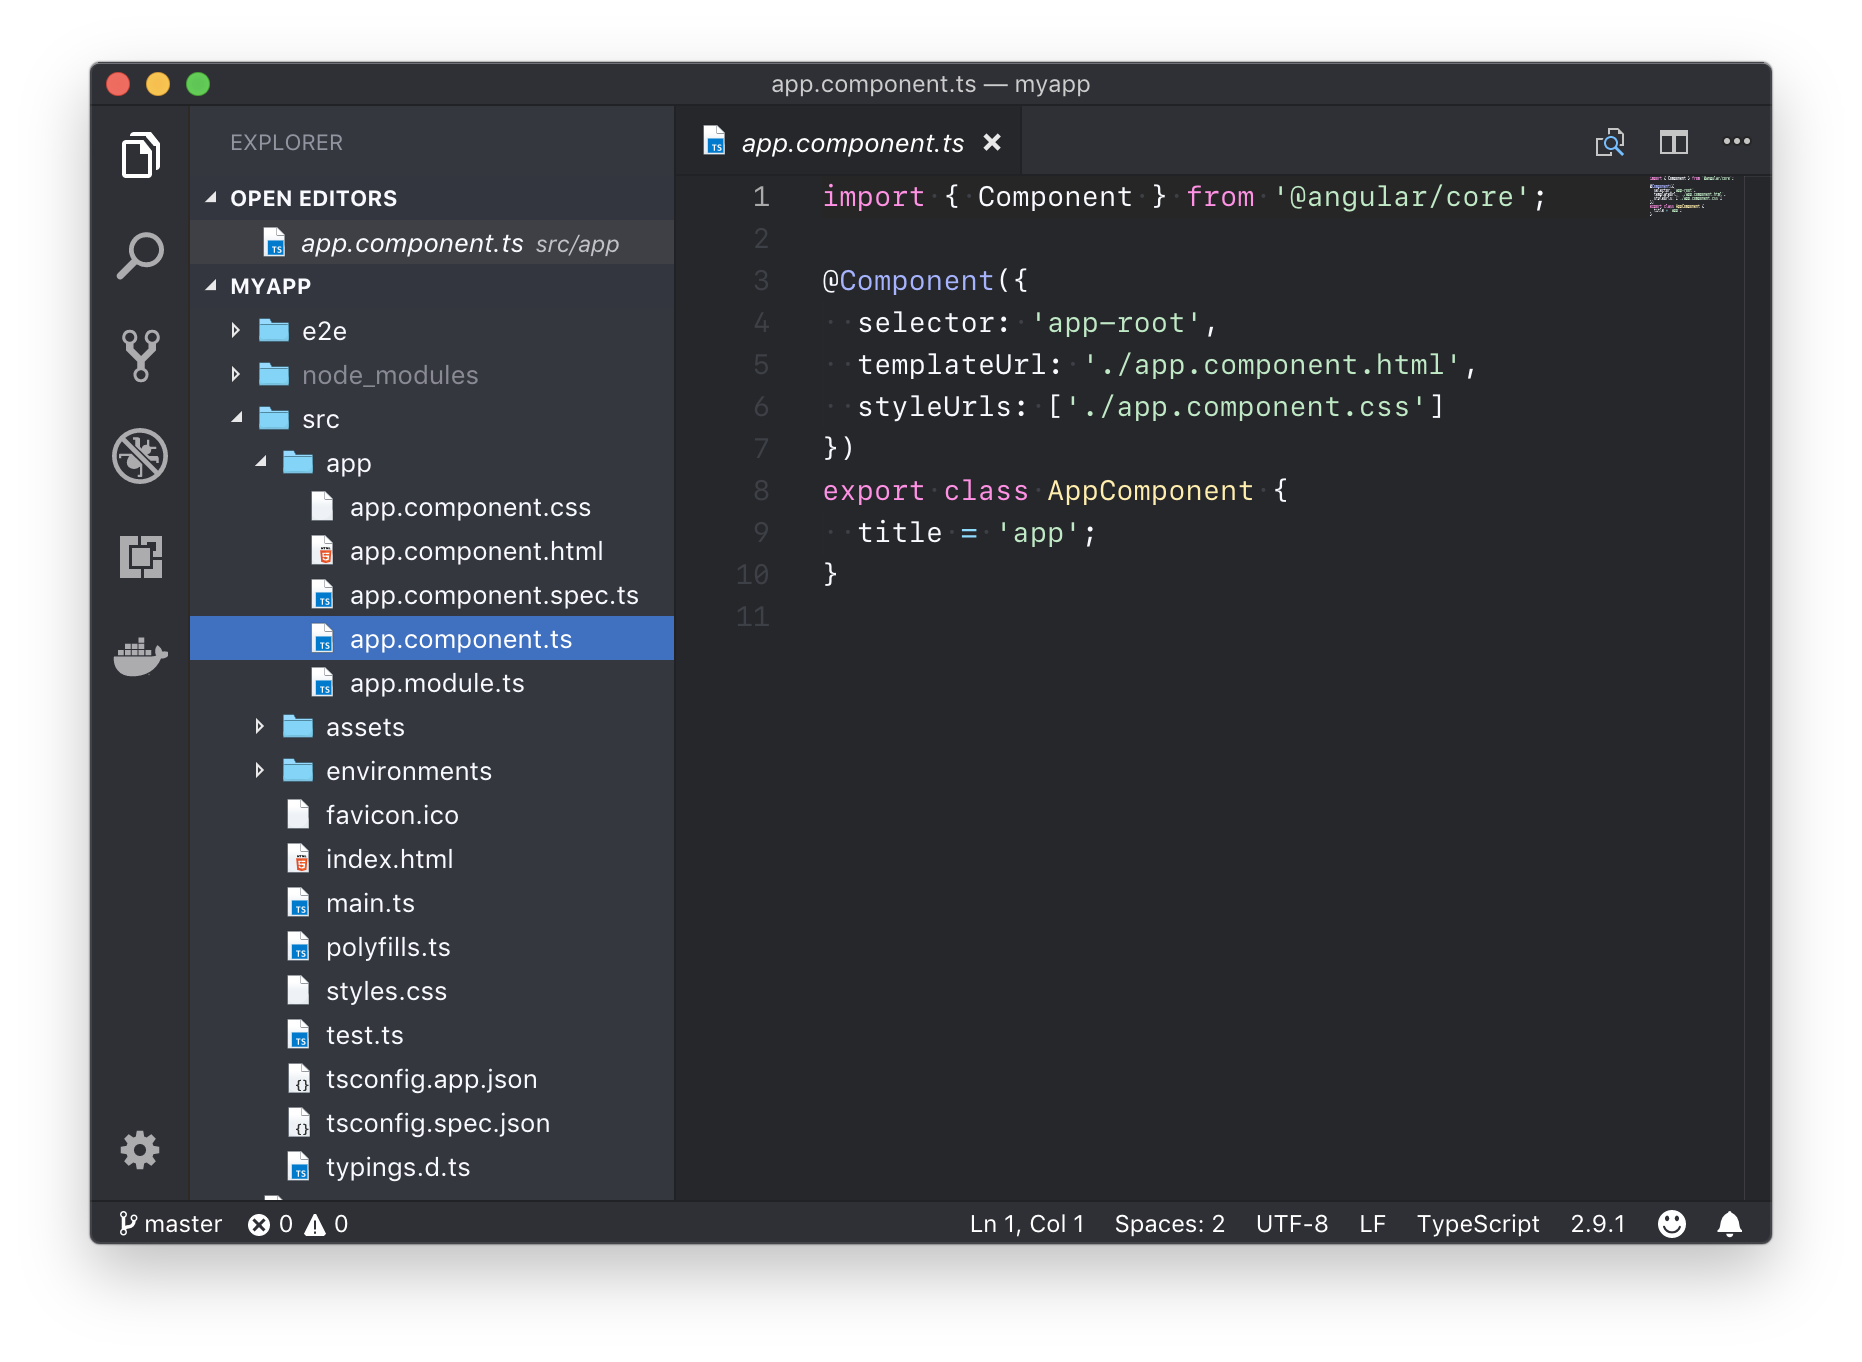 app.component.ts — myapp
EXPLORER
OPEN EDITORS
app.component.ts src/app
MYAPP
e2e
node_modules
src
app
app.component.css
app.component.html
app.component.spec.ts
app.component.ts
app.module.ts
assets
environments
favicon.ico
index.html
main.ts
polyfills.ts
styles.css
test.ts
tsconfig.app.json
tsconfig.spec.json
typings.d.ts
app.component.ts
1 import { Component } from '@angular/core';
2
3 @Component({
4   selector: 'app-root',
5   templateUrl: './app.component.html',
6   styleUrls: ['./app.component.css']
7 })
8 export class AppComponent {
9   title = 'app';
10 }
11
master 0 0
Ln 1, Col 1 Spaces: 2 UTF-8 LF TypeScript 2.9.1